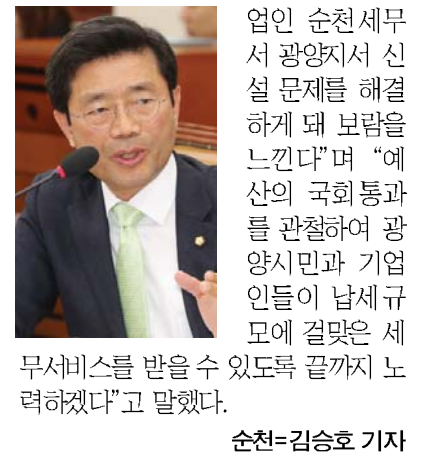 업인 순천세무
서 광양지서 신
설 문제를 해결
하게 돼 보람을
느낀다”며 “예
산의 국회통과
를 관철하여 광
양시민과 기업
인들이 납세규
모에 걸맞은 세
무서비스를 받을 수 있도록 끝까지 노
력하겠다”고 말했다.
순천=김승호 기자